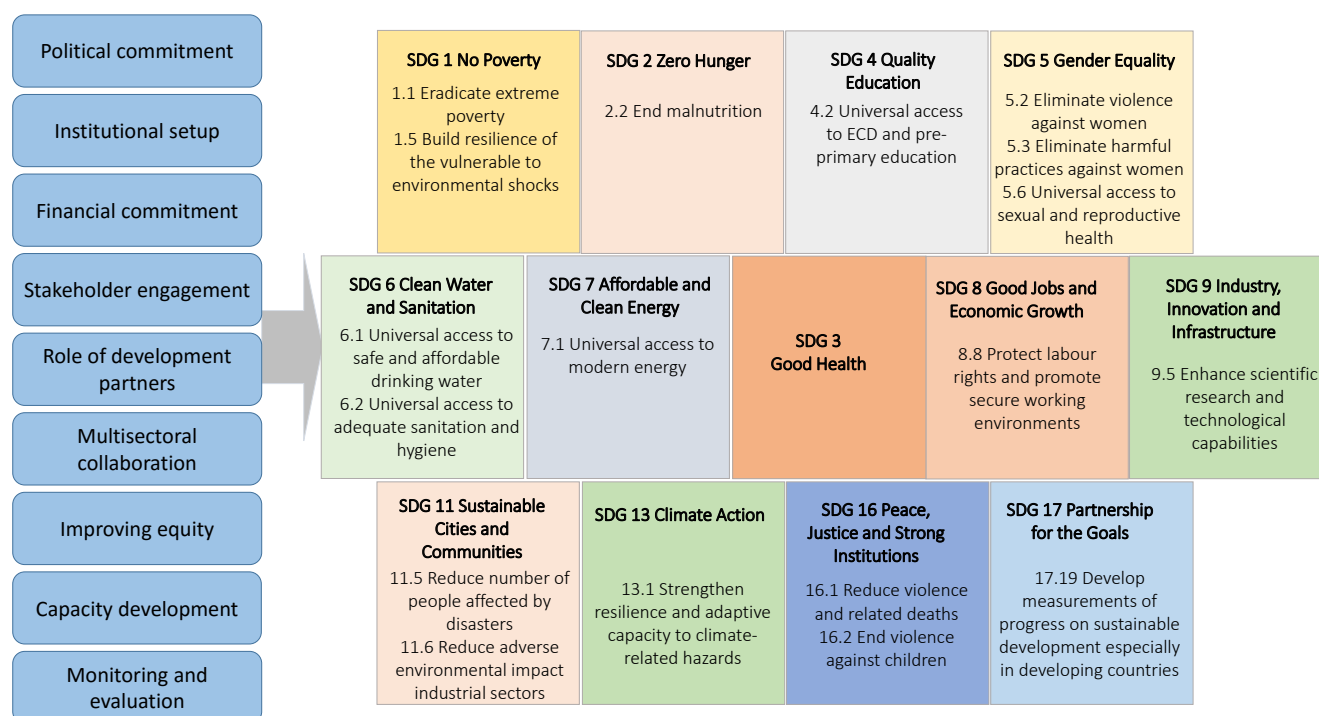 Political commitment
Institutional setup
Financial commitment
Stakeholder engagement
Role of development
partners
Multisectoral
collaboration
Improving equity
Capacity development
Monitoring and
evaluation
SDG 1 No Poverty
1.1 Eradicate extreme
poverty
1.5 Build resilience of
the vulnerable to
environmental shocks
SDG 2 Zero Hunger
2.2 End malnutrition
SDG 4 Quality
Education
4.2 Universal access
to ECD and pre-
primary education
SDG 5 Gender Equality
5.2 Eliminate violence
against women
5.3 Eliminate harmful
practices against women
5.6 Universal access to
sexual and reproductive
health
SDG 6 Clean Water
and Sanitation
6.1 Universal access to
safe and affordable
drinking water
6.2 Universal access to
adequate sanitation and
hygiene
SDG 7 Affordable and
Clean Energy
7.1 Universal access to
modern energy
SDG 3
Good Health
SDG 8 Good Jobs and
Economic Growth
8.8 Protect labour
rights and promote
secure working
environments
SDG 9 Industry,
Innovation and
Infrastructure
9.5 Enhance scientific
research and
technological
capabilities
SDG 11 Sustainable
Cities and
Communities
11.5 Reduce number of
people affected by
disasters
11.6 Reduce adverse
environmental impact
industrial sectors
SDG 13 Climate Action
13.1 Strengthen
resilience and adaptive
capacity to climate-
related hazards
SDG 16 Peace,
Justice and Strong
Institutions
16.1 Reduce violence
and related deaths
16.2 End violence
against children
SDG 17 Partnership
for the Goals
17.19 Develop
measurements of
progress on sustainable
development especially
in developing countries